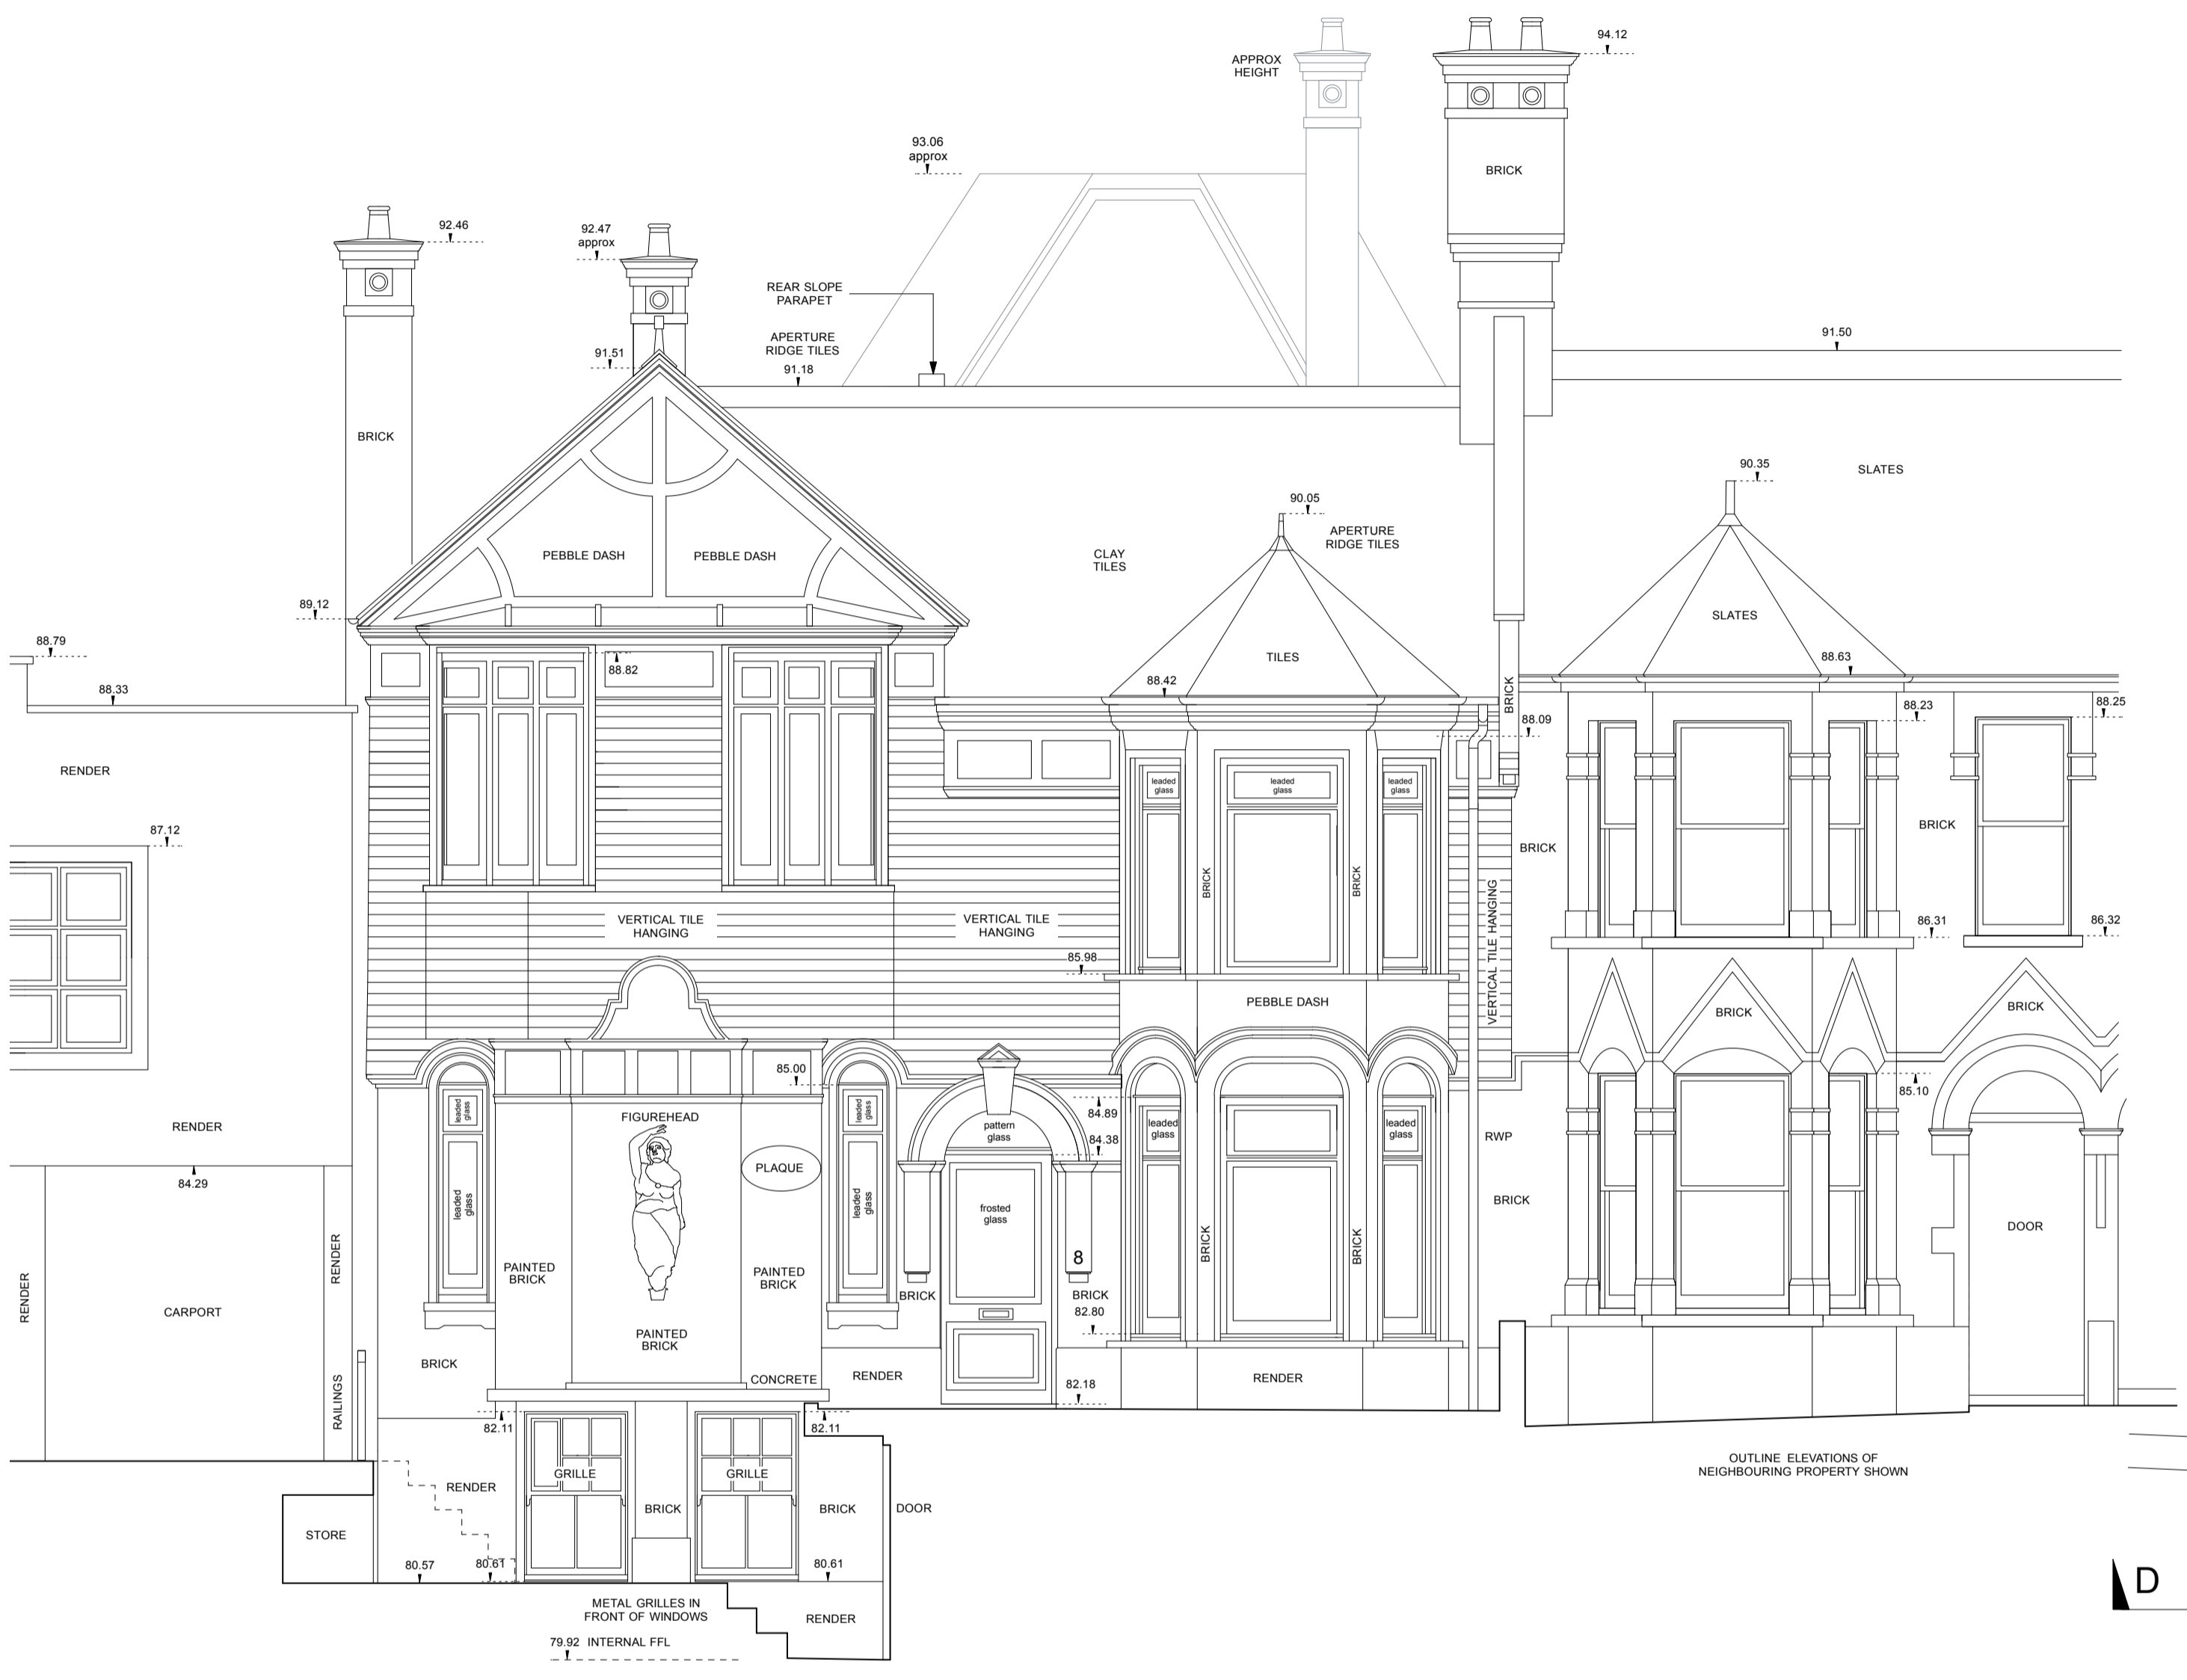 94.12
APPROX
HEIGHT
BRICK
93.06
approx
92.46
92.47
approx
REAR SLOPE
PARAPET
APERTURE
RIDGE TILES
91.18
91.51
91.50
BRICK
90.35
SLATES
90.05
APERTURE
RIDGE TILES
CLAY
TILES
PEBBLE DASH
PEBBLE DASH
89.12
SLATES
88.79
88.82
TILES
88.63
88.42
88.33
BRICK
88.09
88.23
88.25
RENDER
leaded
glass
leaded
glass
leaded
glass
87.12
BRICK
BRICK
BRICK
BRICK
VERTICAL TILE
HANGING
VERTICAL TILE
HANGING
VERTICAL TILE HANGING
86.31
86.32
85.98
PEBBLE DASH
BRICK
BRICK
85.00
85.10
leaded
glass
leaded
glass
84.89
FIGUREHEAD
pattern
glass
84.38
leaded
glass
leaded
glass
RENDER
RWP
PLAQUE
84.29
leaded
glass
leaded
glass
frosted
glass
BRICK
DOOR
RENDER
RENDER
8
BRICK
BRICK
PAINTED
BRICK
PAINTED
BRICK
BRICK
BRICK
82.80
CARPORT
PAINTED
BRICK
BRICK
CONCRETE
RENDER
RENDER
82.18
RAILINGS
82.11
82.11
OUTLINE ELEVATIONS OF
NEIGHBOURING PROPERTY SHOWN
GRILLE
GRILLE
RENDER
BRICK
BRICK
DOOR
STORE
80.57
80.61
80.61
D
METAL GRILLES IN
FRONT OF WINDOWS
RENDER
79.92 INTERNAL FFL